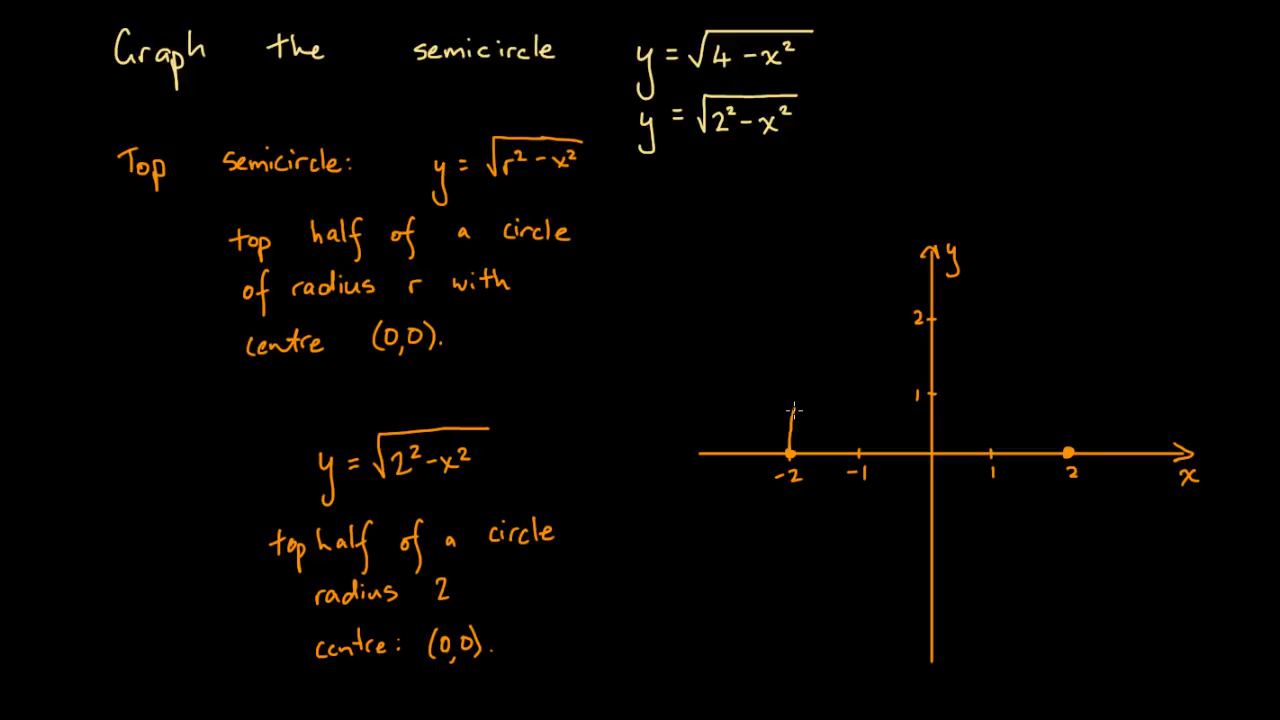 Graph the semicircle y = √(4 - x²)
y = √(2² - x²)
Top semicircle: y = √(r² - x²)
top half of a circle
of radius r with
centre (0,0).
y = √(2² - x²)
top half of a circle
radius 2
centre: (0,0).
y
2
1
-2 -1 1 2 x